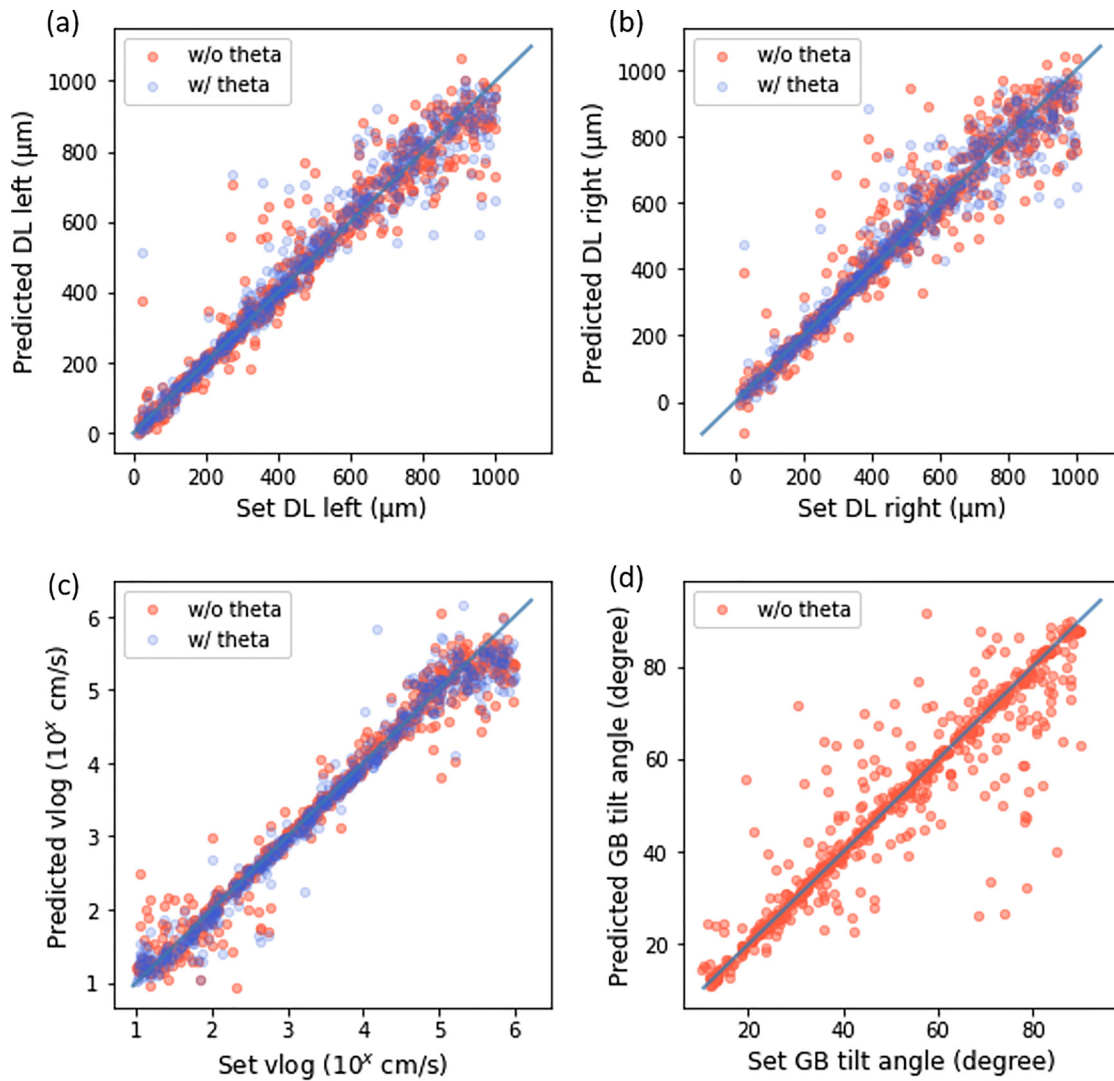 (a)
w/o theta
w/ theta
Predicted DL left (μm)
1000
800
600
400
200
0
0 200 400 600 800 1000
Set DL left (μm)
(b)
w/o theta
w/ theta
Predicted DL right (μm)
1000
800
600
400
200
0
0 200 400 600 800 1000
Set DL right (μm)
(c)
w/o theta
w/ theta
Predicted vlog (10^x cm/s)
6
5
4
3
2
1
1 2 3 4 5 6
Set vlog (10^x cm/s)
(d)
w/o theta
Predicted GB tilt angle (degree)
80
60
40
20
20 40 60 80
Set GB tilt angle (degree)